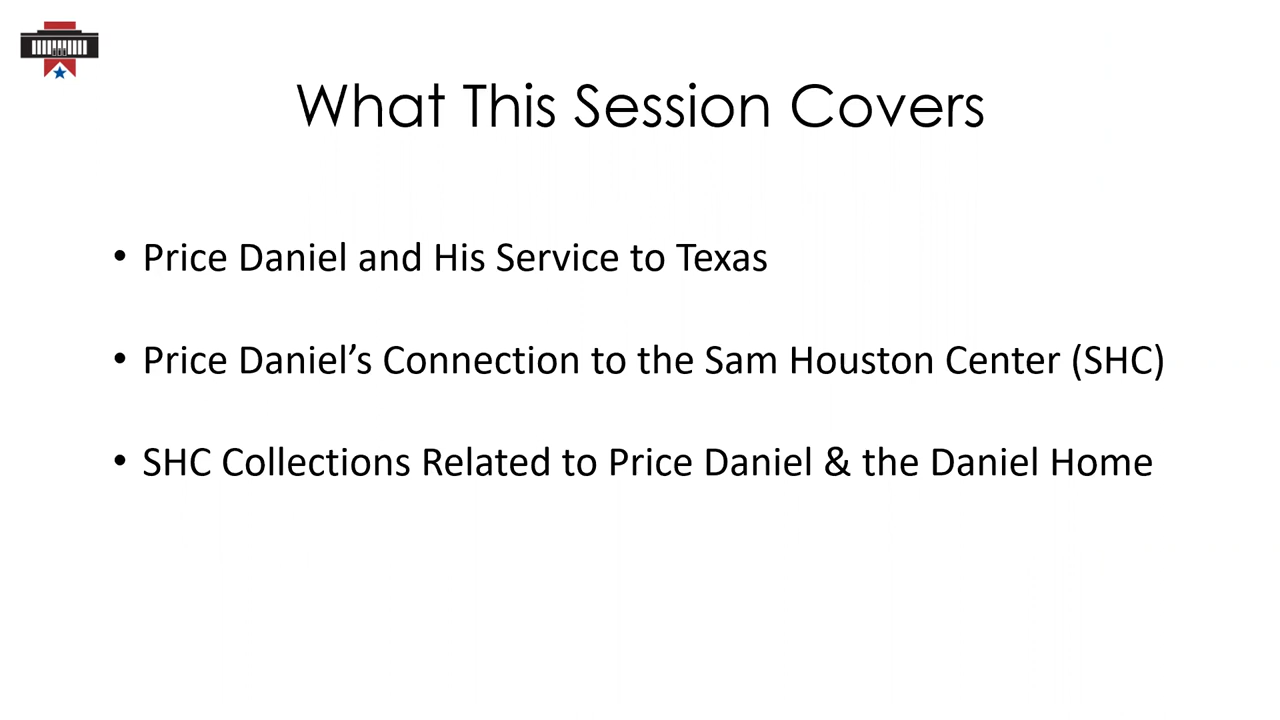 What This Session Covers
• Price Daniel and His Service to Texas
• Price Daniel’s Connection to the Sam Houston Center (SHC)
• SHC Collections Related to Price Daniel & the Daniel Home